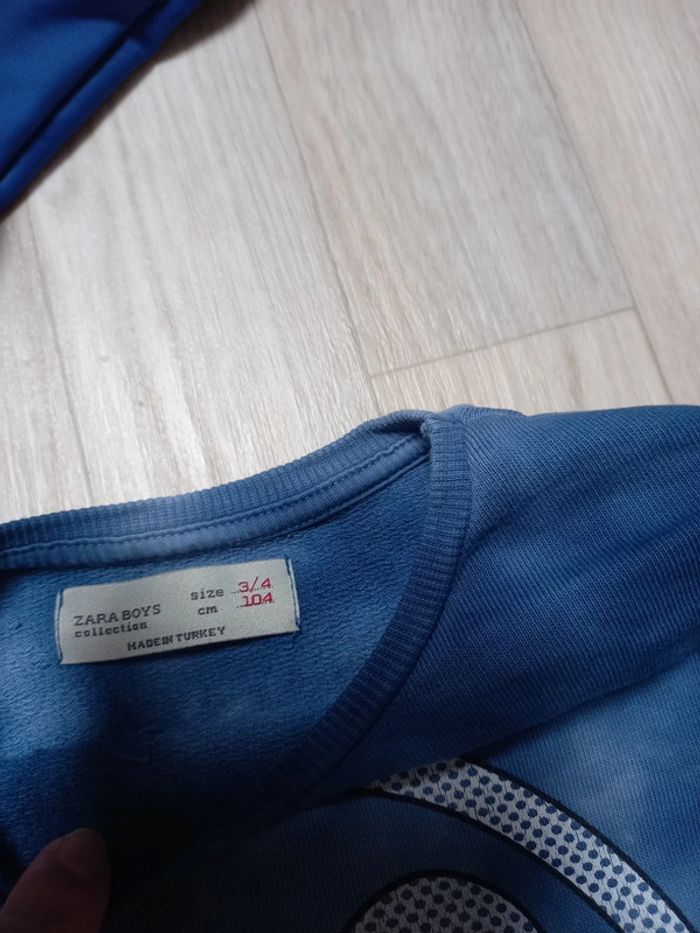 ZARA BOYS size 3/4
collection cm 104
MADE IN TURKEY